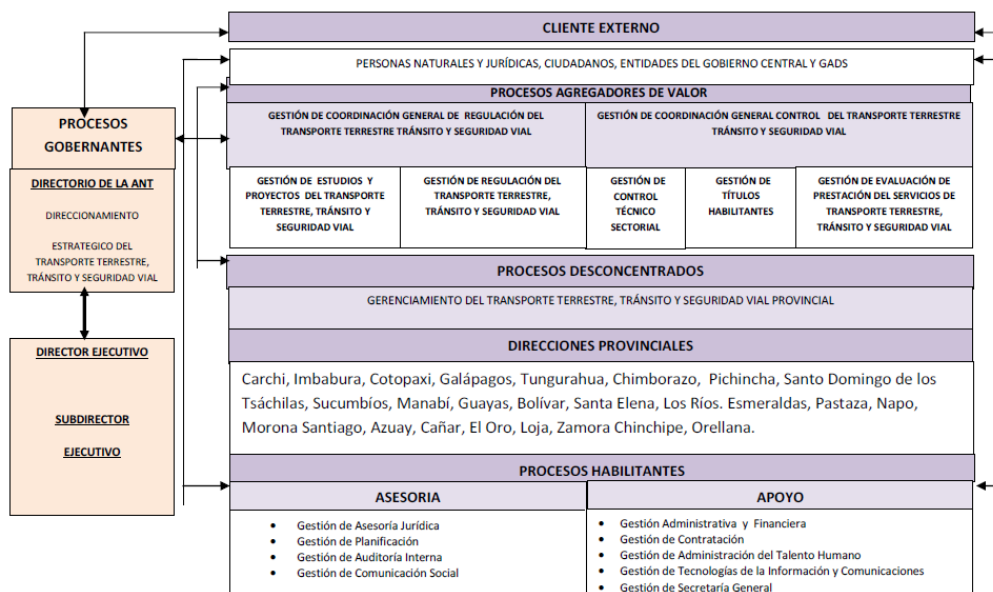 CLIENTE EXTERNO
PERSONAS NATURALES Y JURÍDICAS, CIUDADANOS, ENTIDADES DEL GOBIERNO CENTRAL Y GADS
PROCESOS AGREGADORES DE VALOR
GESTIÓN DE COORDINACIÓN GENERAL DE REGULACIÓN DEL
TRANSPORTE TERRESTRE TRÁNSITO Y SEGURIDAD VIAL
GESTIÓN DE COORDINACIÓN GENERAL CONTROL DEL TRANSPORTE TERRESTRE
TRÁNSITO Y SEGURIDAD VIAL
GESTIÓN DE ESTUDIOS Y
PROYECTOS DEL TRANSPORTE
TERRESTRE, TRÁNSITO Y
SEGURIDAD VIAL
GESTIÓN DE REGULACIÓN DEL
TRANSPORTE TERRESTRE,
TRÁNSITO Y SEGURIDAD VIAL
GESTIÓN DE
CONTROL
TÉCNICO
SECTORIAL
GESTIÓN DE
TÍTULOS
HABILITANTES
GESTIÓN DE EVALUACIÓN DE
PRESTACIÓN DEL SERVICIOS DE
TRANSPORTE TERRESTRE,
TRÁNSITO Y SEGURIDAD VIAL
PROCESOS
GOBERNANTES
DIRECTORIO DE LA ANT
DIRECCIONAMIENTO
ESTRATEGICO DEL
TRANSPORTE TERRESTRE,
TRÁNSITO Y SEGURIDAD VIAL
DIRECTOR EJECUTIVO
SUBDIRECTOR
EJECUTIVO
PROCESOS DESCONCENTRADOS
GERENCIAMIENTO DEL TRANSPORTE TERRESTRE, TRÁNSITO Y SEGURIDAD VIAL PROVINCIAL
DIRECCIONES PROVINCIALES
Carchi, Imbabura, Cotopaxi, Galápagos, Tungurahua, Chimborazo, Pichincha, Santo Domingo de los
Tsáchilas, Sucumbíos, Manabí, Guayas, Bolívar, Santa Elena, Los Ríos. Esmeraldas, Pastaza, Napo,
Morona Santiago, Azuay, Cañar, El Oro, Loja, Zamora Chinchipe, Orellana.
PROCESOS HABILITANTES
ASESORIA
• Gestión de Asesoría Jurídica
• Gestión de Planificación
• Gestión de Auditoría Interna
• Gestión de Comunicación Social
APOYO
• Gestión Administrativa y Financiera
• Gestión de Contratación
• Gestión de Administración del Talento Humano
• Gestión de Tecnologías de la Información y Comunicaciones
• Gestión de Secretaría General